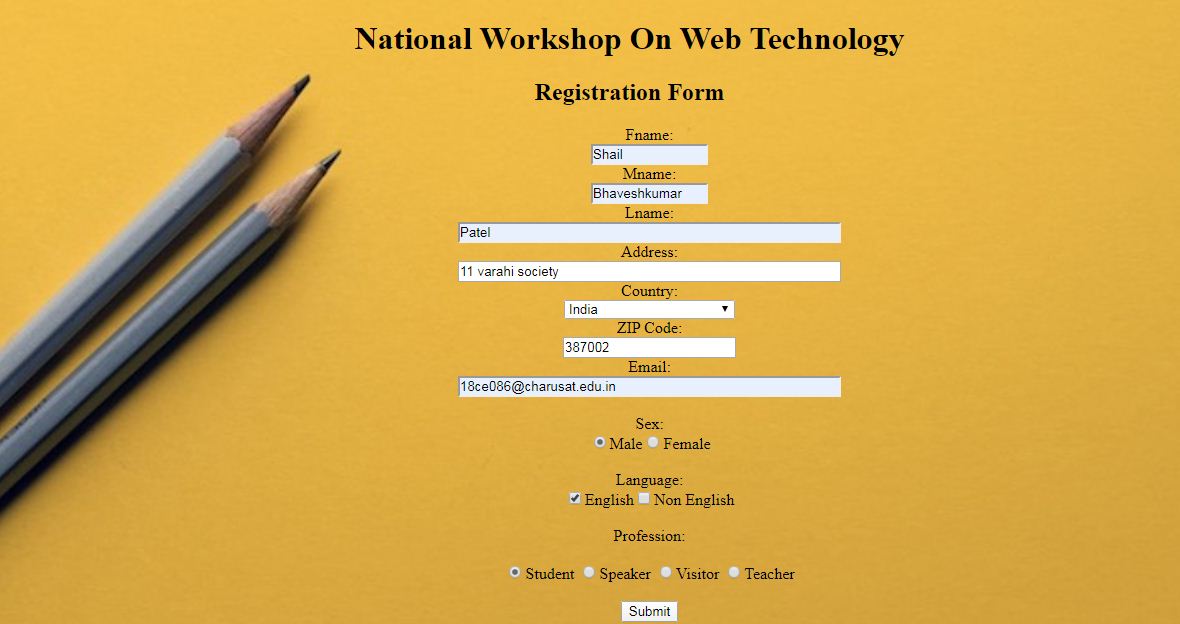 National Workshop On Web Technology
Registration Form
Fname:
Shail
Mname:
Bhaveshkumar
Lname:
Patel
Address:
11 varahi society
Country:
India
ZIP Code:
387002
Email:
18ce086@charusat.edu.in
Sex:
Male Female
Language:
English Non English
Profession:
Student Speaker Visitor Teacher
Submit